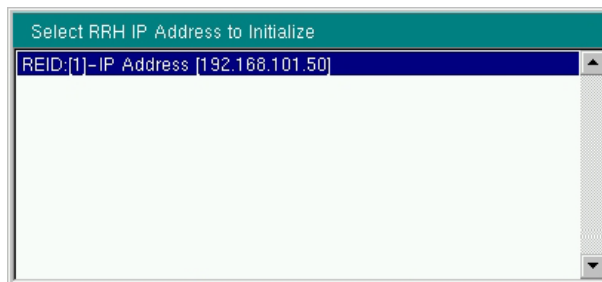 Select RRH IP Address to Initialize
REID:[1]-IP Address [192.168.101.50]